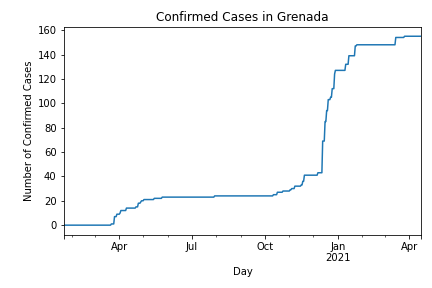 Confirmed Cases in Grenada
Number of Confirmed Cases
160
140
120
100
80
60
40
20
0
Apr
Jul
Oct
Jan
2021
Apr
Day